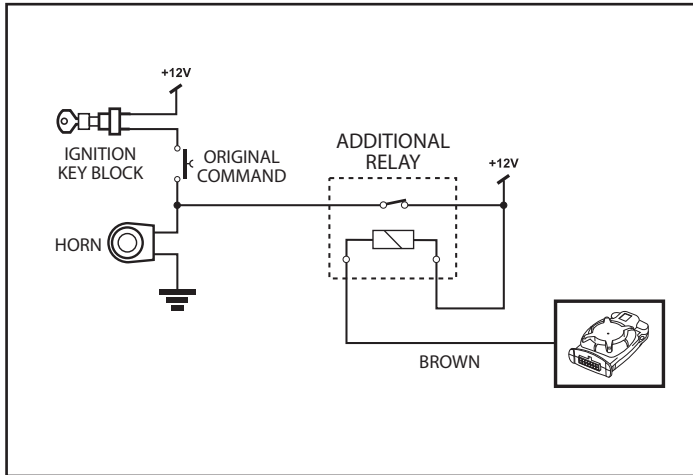 +12V
IGNITION
KEY BLOCK
ORIGINAL
COMMAND
ADDITIONAL
RELAY
+12V
HORN
BROWN